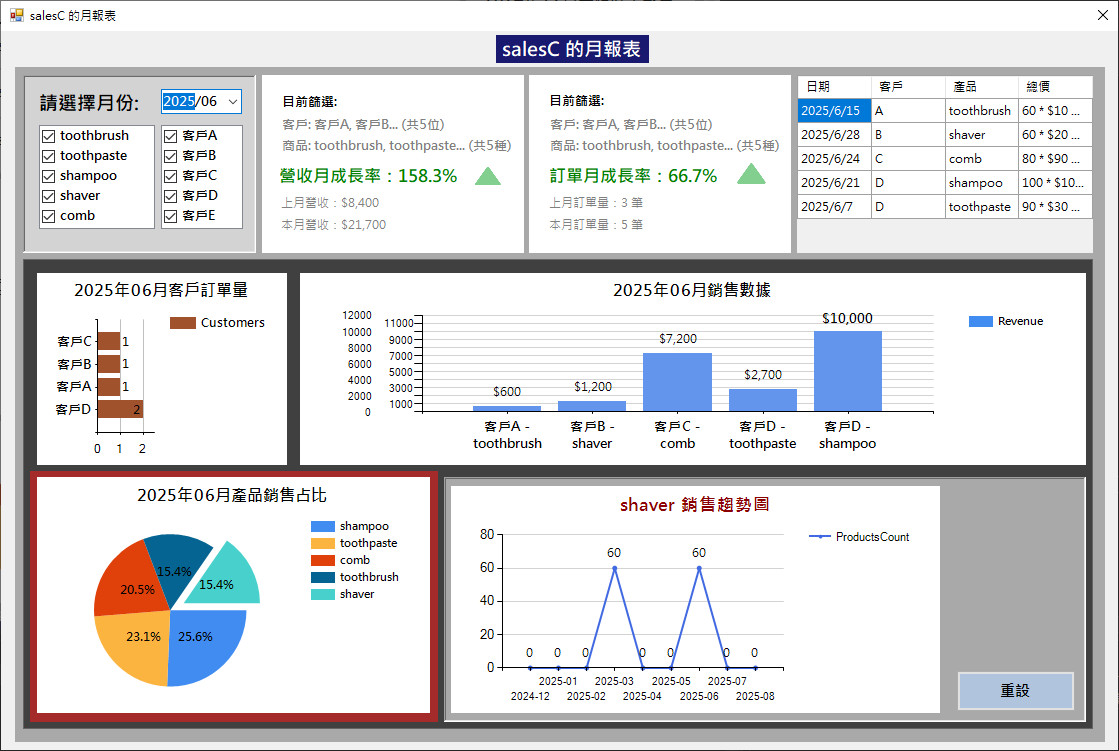 salesC 的月報表
salesC 的月報表
請選擇月份:
2025/06
toothbrush
toothpaste
shampoo
shaver
comb
客戶A
客戶B
客戶C
客戶D
客戶E
目前篩選:
客戶: 客戶A, 客戶B... (共5位)
商品: toothbrush, toothpaste... (共5種)
營收月成長率：158.3%
上月營收：$8,400
本月營收：$21,700
目前篩選:
客戶: 客戶A, 客戶B... (共5位)
商品: toothbrush, toothpaste... (共5種)
訂單月成長率：66.7%
上月訂單量：3 筆
本月訂單量：5 筆
日期 客戶 產品 總價
2025/6/15 A toothbrush 60 * $10 ...
2025/6/28 B shaver 60 * $20 ...
2025/6/24 C comb 80 * $90 ...
2025/6/21 D shampoo 100 * $10...
2025/6/7 D toothpaste 90 * $30 ...
2025年06月客戶訂單量
Customers
客戶C 1
客戶B 1
客戶A 1
客戶D 2
0 1 2
2025年06月銷售數據
Revenue
12000
10000
8000
6000
4000
2000
0
11000
9000
7000
5000
3000
1000
$600
$1,200
$7,200
$2,700
$10,000
客戶A - toothbrush
客戶B - shaver
客戶C - comb
客戶D - toothpaste
客戶D - shampoo
2025年06月產品銷售占比
15.4%
15.4%
20.5%
23.1%
25.6%
shampoo
toothpaste
comb
toothbrush
shaver
shaver 銷售趨勢圖
ProductsCount
80
60
40
20
0
0 0 0 60 0 0 60 0 0
2025-01 2025-03 2025-05 2025-07
2024-12 2025-02 2025-04 2025-06 2025-08
重設